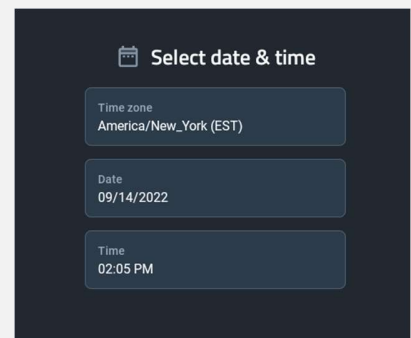 Select date & time
Time zone
America/New_York (EST)
Date
09/14/2022
Time
02:05 PM